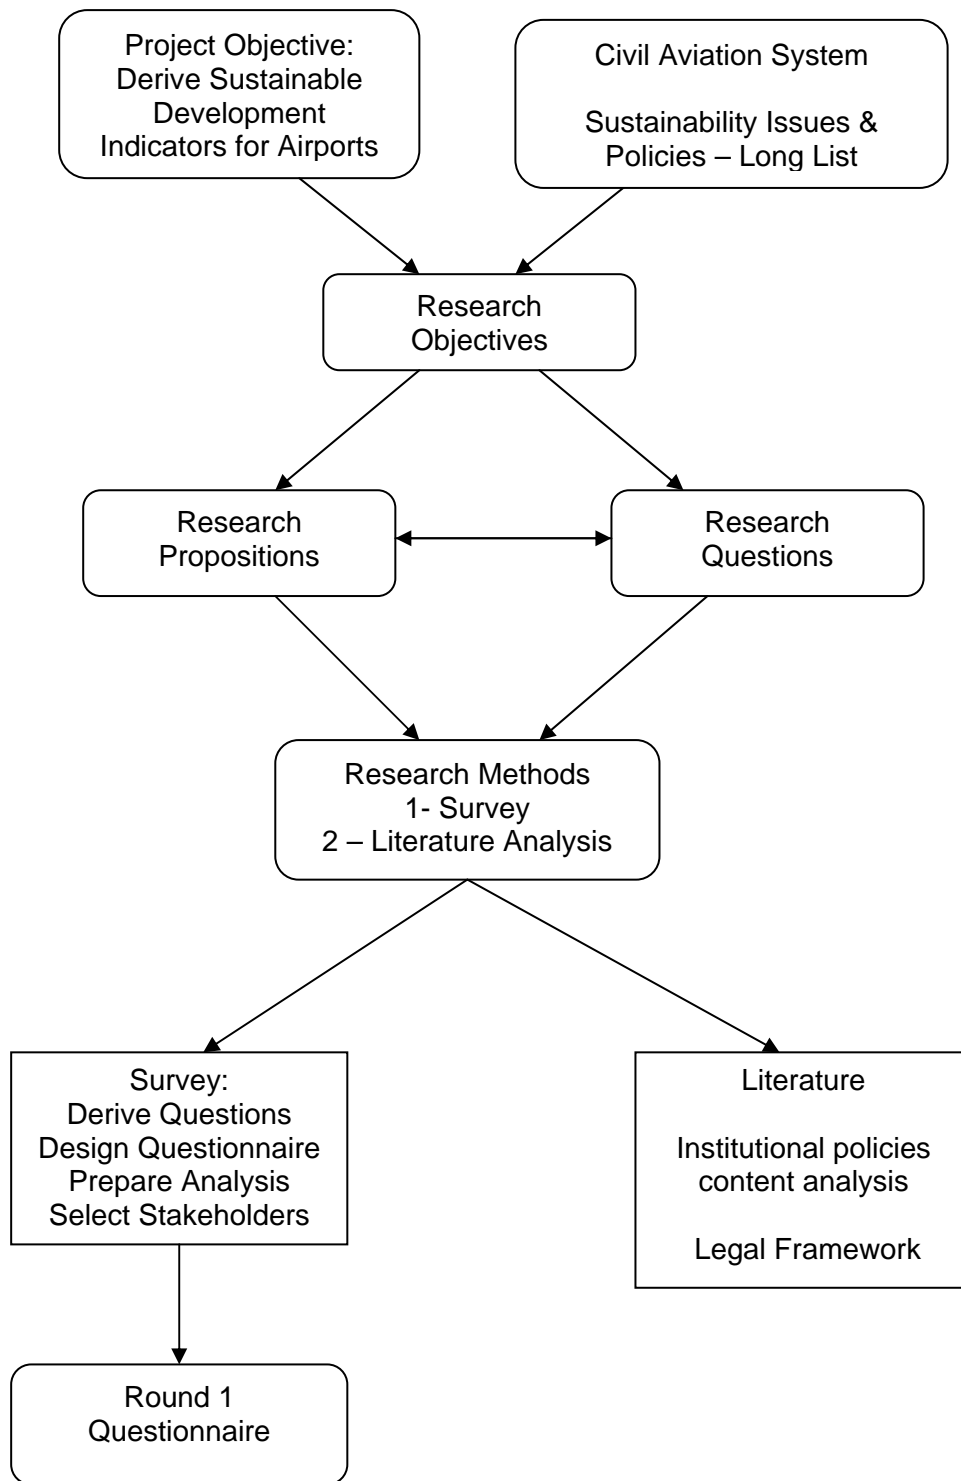 Project Objective:
Derive Sustainable
Development
Indicators for Airports
Civil Aviation System
Sustainability Issues &
Policies – Long List
Research
Objectives
Research
Propositions
Research
Questions
Research Methods
1- Survey
2 – Literature Analysis
Survey:
Derive Questions
Design Questionnaire
Prepare Analysis
Select Stakeholders
Literature
Institutional policies
content analysis
Legal Framework
Round 1
Questionnaire